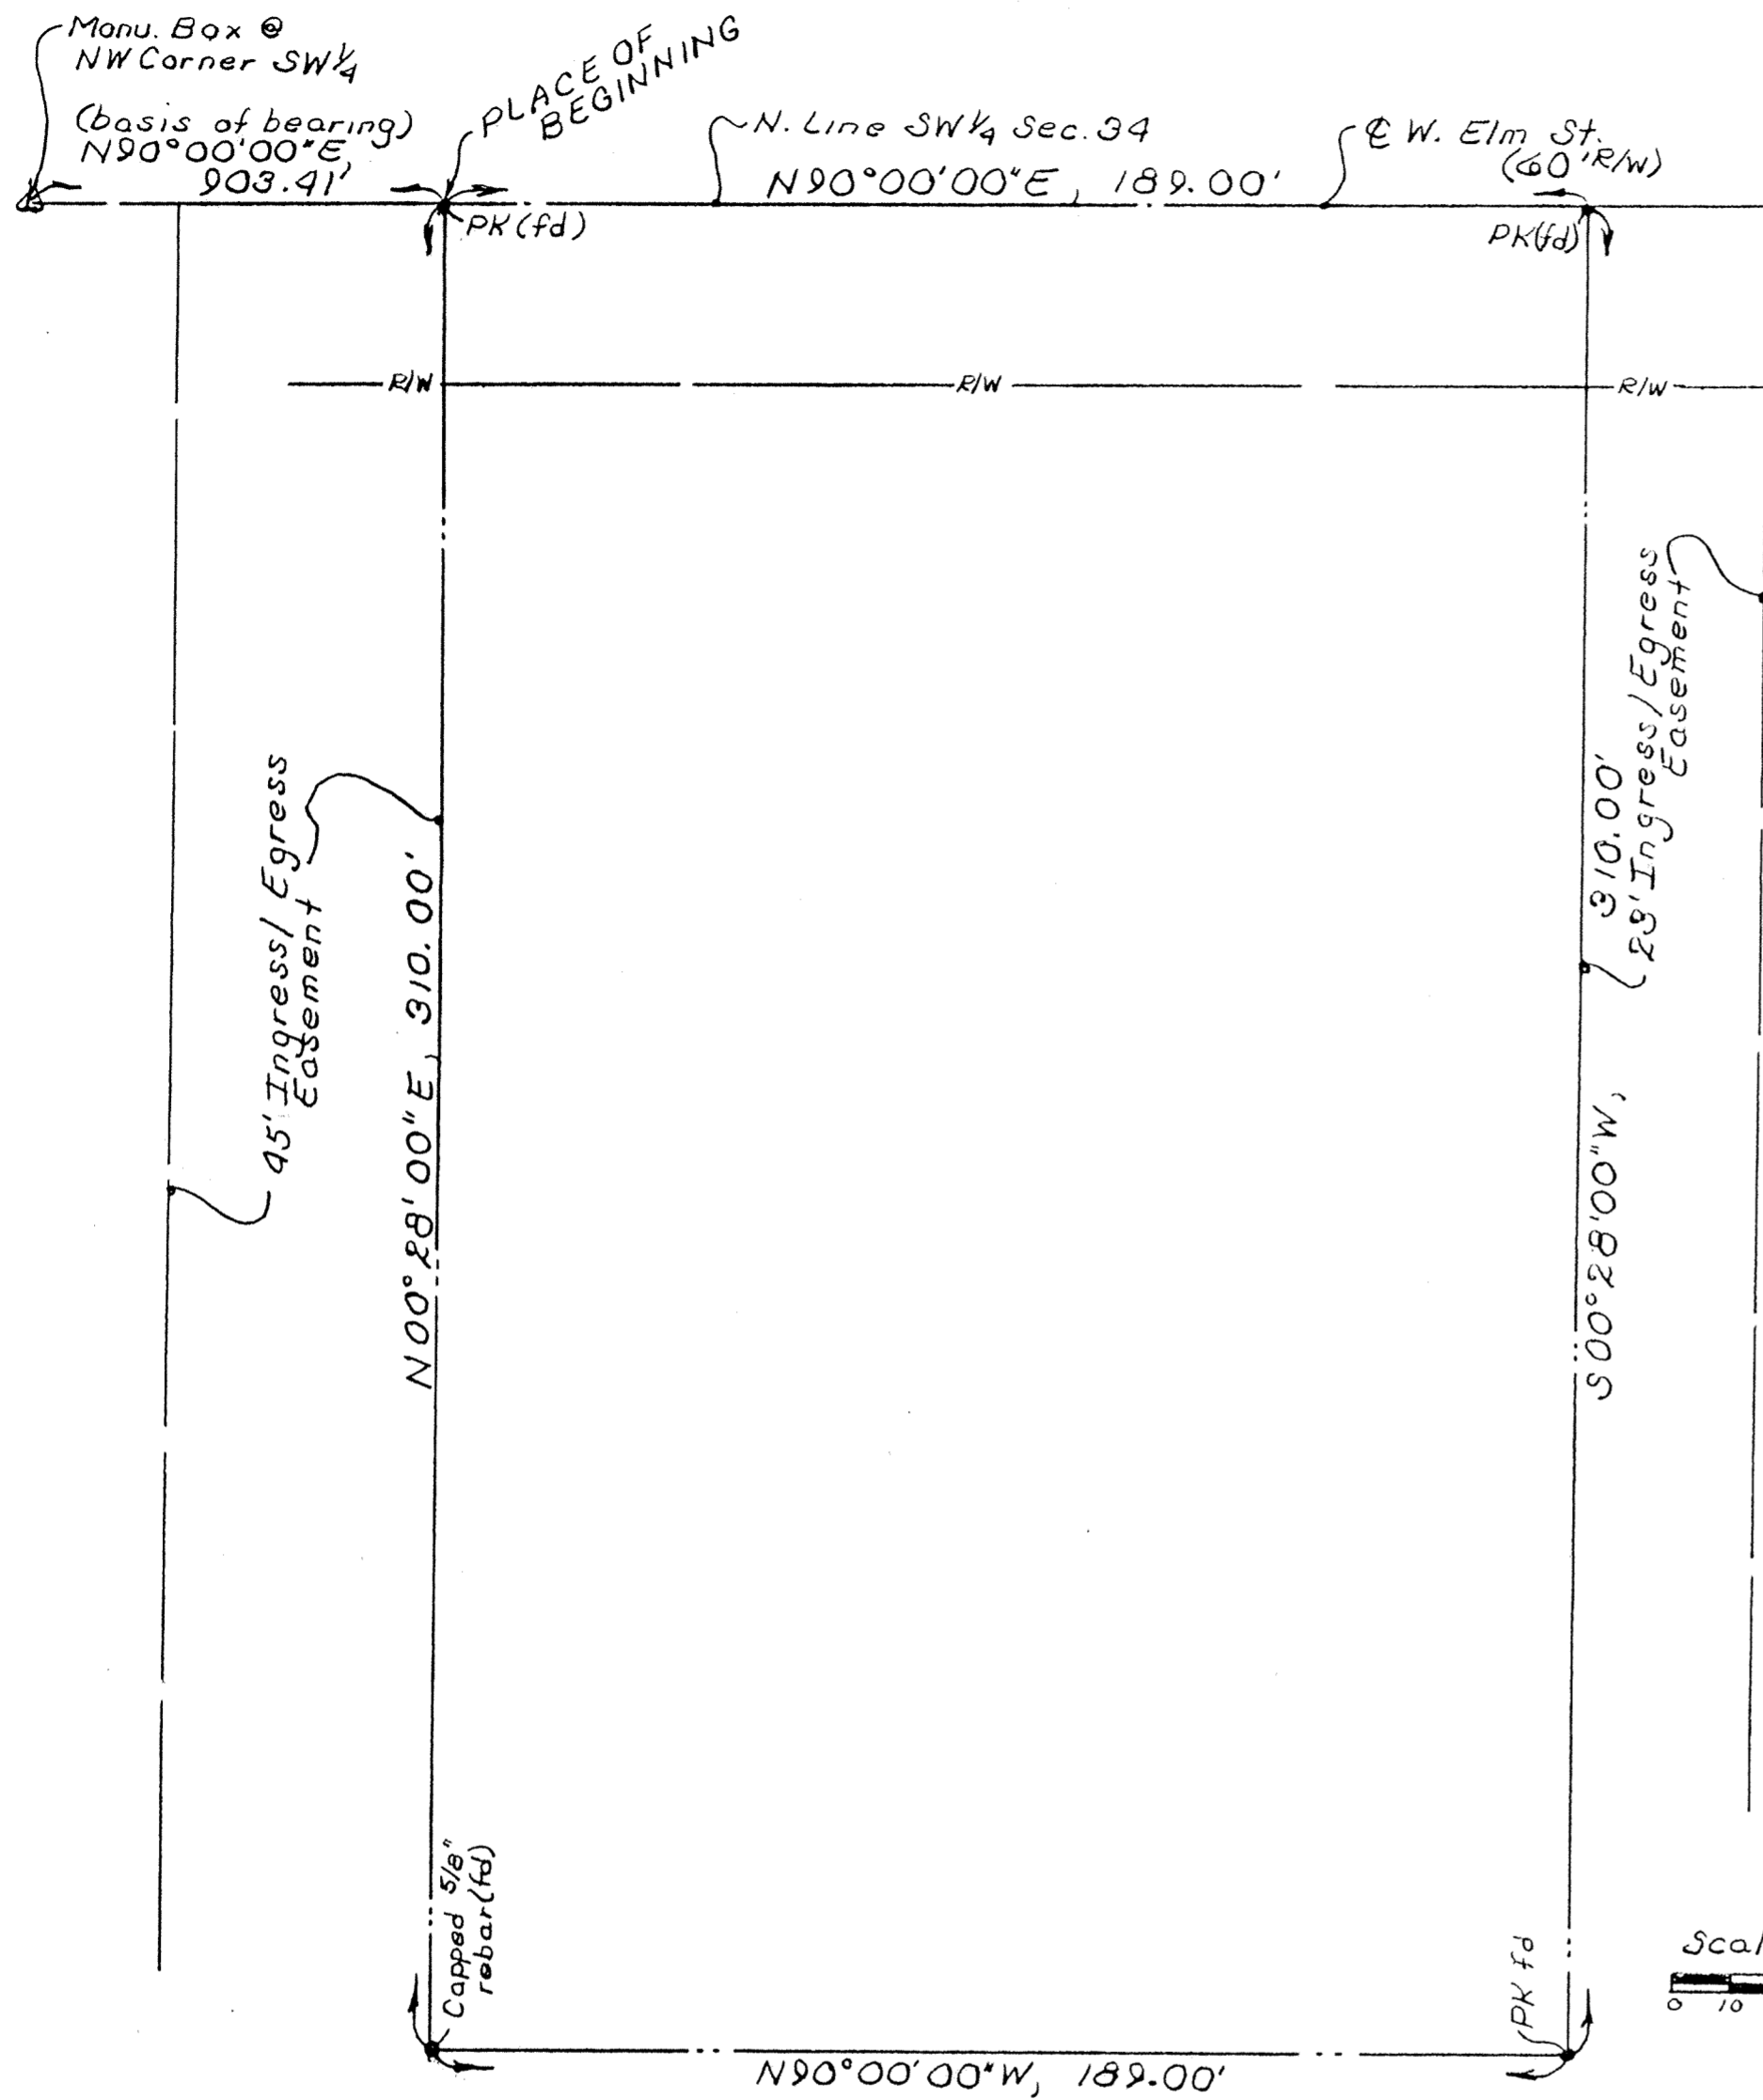 Monu. Box @
NW Corner SW¼
(basis of bearing)
N90°00'00"E,
903.41'
PLACE OF
BEGINNING
N. Line SW¼ Sec. 34
N90°00'00"E, 189.00'
℄ W. Elm St.
(60' R/W)
PK (fd)
PK(fd)
R/W
R/W
R/W
45' Ingress/Egress
Easement
N00°28'00"E, 310.00'
S00°28'00"W, 310.00'
23' Ingress/Egress
Easement
Capped 5/8"
rebar(fd)
PK fd
Scal
0 10
N90°00'00"W, 189.00'